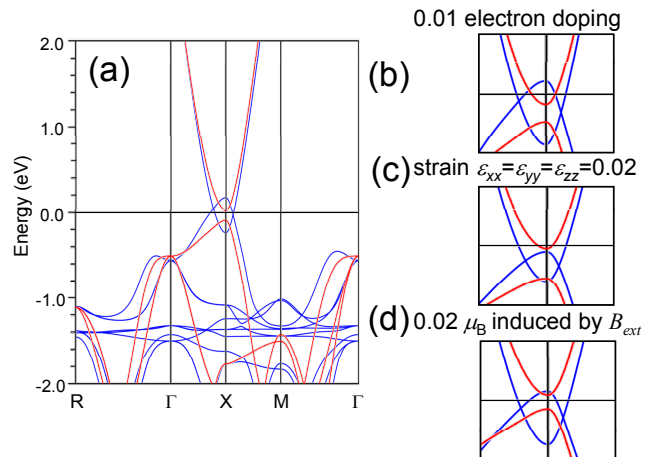 (a)
2.0
1.0
0.0
-1.0
-2.0
Energy (eV)
R Γ X M Γ
0.01 electron doping
(b)
(c) strain εxx=εyy=εzz=0.02
(d) 0.02 μB induced by Bext